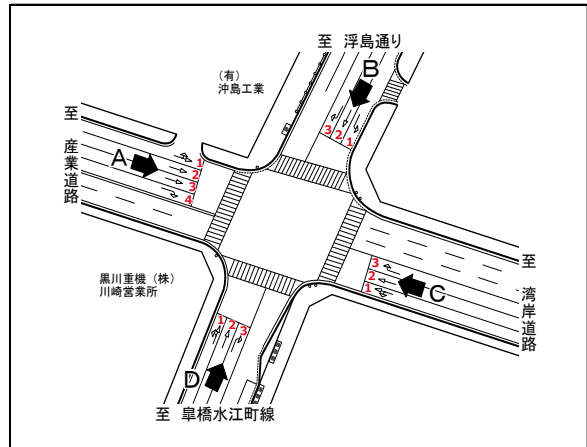 至 浮島通り
B
3 2 1
(有)
沖島工業
至 産業道路
A
1
2
3
4
黒川重機(株)
川崎営業所
3
2
1
C
至 湾岸道路
1 2 3
D
至 皐橋水江町線